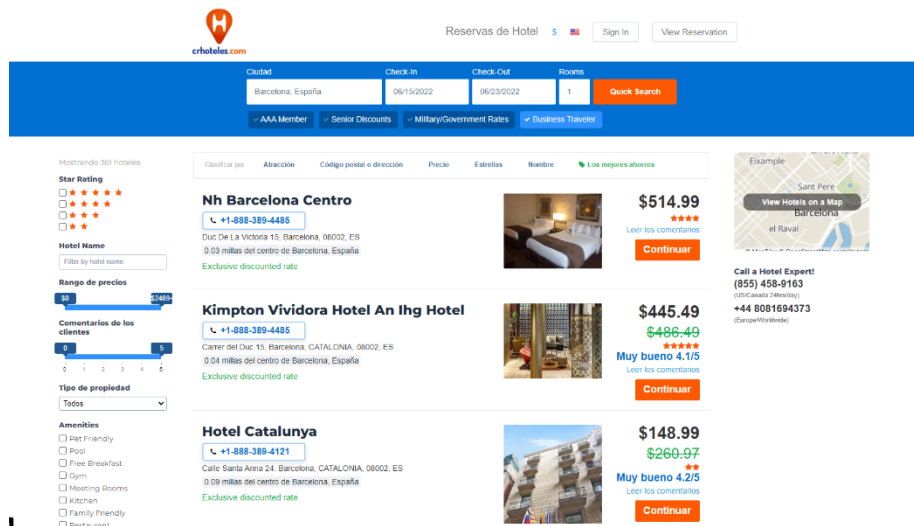 crhoteles.com
Reservas de Hotel $ Sign In View Reservation
Ciudad Check-In Check-Out Rooms
Barcelona, España 06/15/2022 06/23/2022 1 Quick Search
AAA Member Senior Discounts Military/Government Rates Business Traveler
Mostrando 361 hoteles
Star Rating
Hotel Name
Filter by hotel name
Rango de precios
$0 $2489+
Comentarios de los
clientes
0 5
0 1 2 3 4 5
Tipo de propiedad
Todos
Amenities
Pet Friendly
Pool
Free Breakfast
Gym
Meeting Rooms
Kitchen
Family Friendly
Restaurant
Clasificar por Atracción Código postal o dirección Precio Estrellas Nombre Los mejores ahorros
Nh Barcelona Centro
+1-888-389-4485
Duc De La Victoria 15, Barcelona, 08002, ES
0.03 millas del centro de Barcelona, España
Exclusive discounted rate
$514.99
Leer los comentarios
Continuar
Kimpton Vividora Hotel An Ihg Hotel
+1-888-389-4485
Carrer del Duc 15, Barcelona, CATALONIA, 08002, ES
0.04 millas del centro de Barcelona, España
Exclusive discounted rate
$445.49
$486.49
Muy bueno 4.1/5
Leer los comentarios
Continuar
Hotel Catalunya
+1-888-389-4121
Calle Santa Anna 24, Barcelona, CATALONIA, 08002, ES
0.09 millas del centro de Barcelona, España
Exclusive discounted rate
$148.99
$260.97
Muy bueno 4.2/5
Leer los comentarios
Continuar
Eixample
Sant Pere
View Hotels on a Map
Barcelona
el Raval
Call a Hotel Expert!
(855) 458-9163
(US/Canada 24hrs/day)
+44 8081694373
(Europe/Worldwide)